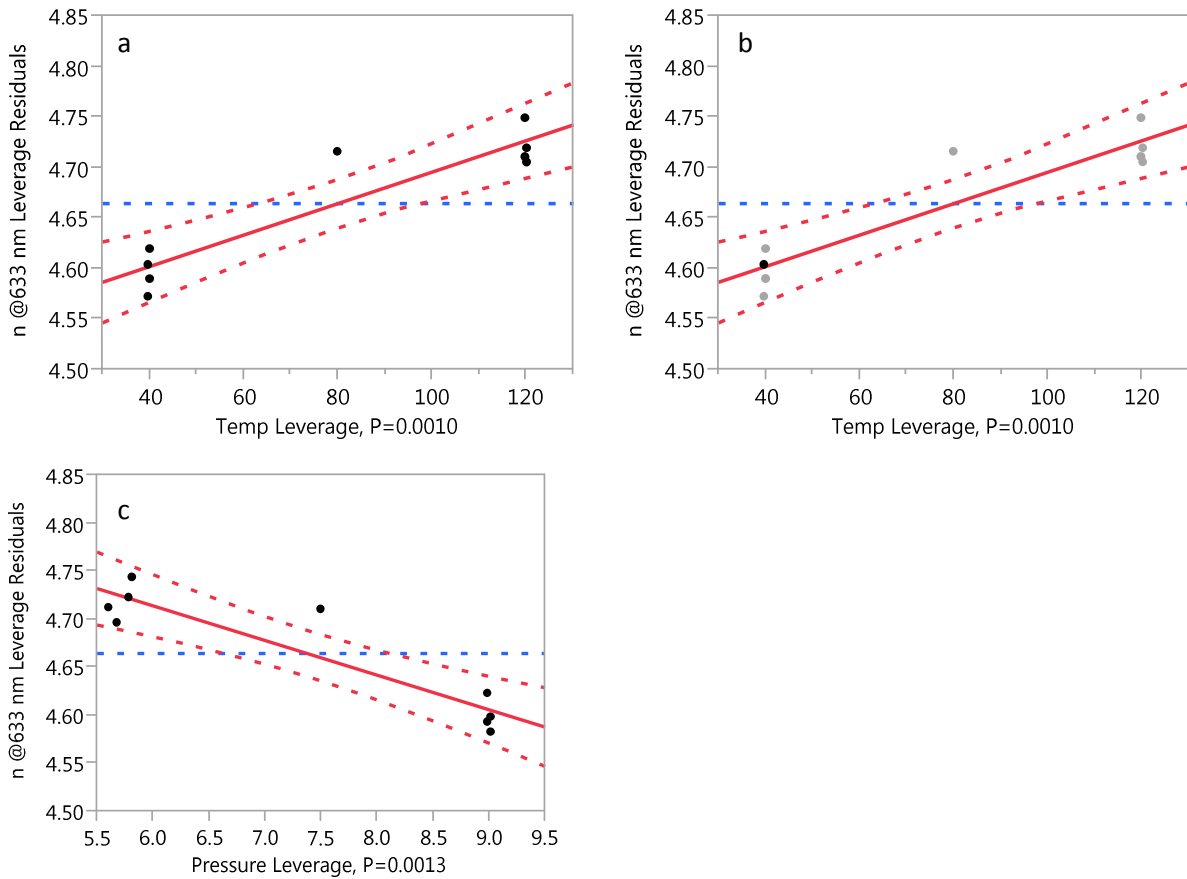 a
4.85
4.80
4.75
4.70
4.65
4.60
4.55
4.50
n @633 nm Leverage Residuals
40 60 80 100 120
Temp Leverage, P=0.0010
b
4.85
4.80
4.75
4.70
4.65
4.60
4.55
4.50
n @633 nm Leverage Residuals
40 60 80 100 120
Temp Leverage, P=0.0010
c
4.85
4.80
4.75
4.70
4.65
4.60
4.55
4.50
n @633 nm Leverage Residuals
5.5 6.0 6.5 7.0 7.5 8.0 8.5 9.0 9.5
Pressure Leverage, P=0.0013